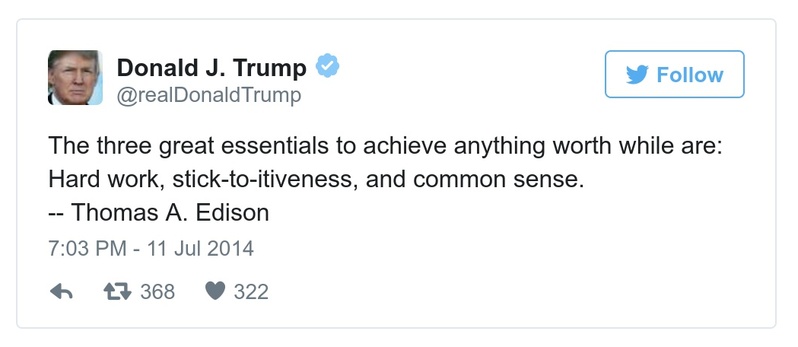 Donald J. Trump
@realDonaldTrump
Follow
The three great essentials to achieve anything worth while are:
Hard work, stick-to-itiveness, and common sense.
-- Thomas A. Edison
7:03 PM - 11 Jul 2014
368 322